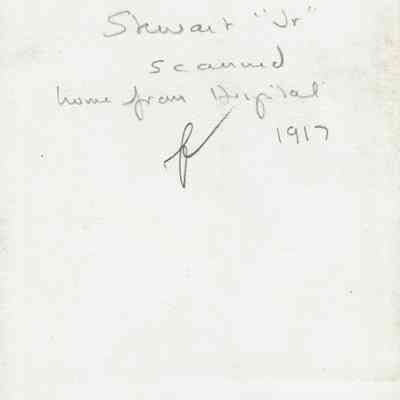 Stewart "Jr"
scanned
home from Hospital
1917